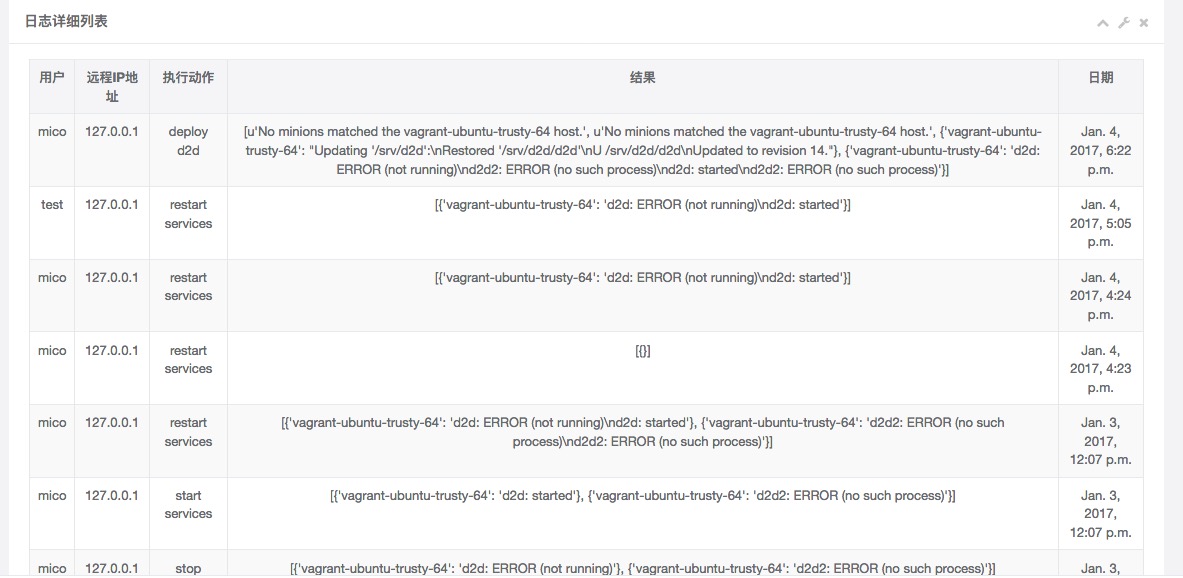 日志详细列表
用户 远程IP地址 执行动作 结果 日期
mico 127.0.0.1 deploy d2d [u'No minions matched the vagrant-ubuntu-trusty-64 host.', u'No minions matched the vagrant-ubuntu-trusty-64 host.', {'vagrant-ubuntu-trusty-64': "Updating '/srv/d2d':\nRestored '/srv/d2d/d2d'\nU /srv/d2d/d2d\nUpdated to revision 14."}, {'vagrant-ubuntu-trusty-64': 'd2d: ERROR (not running)\nd2d2: ERROR (no such process)\nd2d: started\nd2d2: ERROR (no such process)'}] Jan. 4, 2017, 6:22 p.m.
test 127.0.0.1 restart services [{'vagrant-ubuntu-trusty-64': 'd2d: ERROR (not running)\nd2d: started'}] Jan. 4, 2017, 5:05 p.m.
mico 127.0.0.1 restart services [{'vagrant-ubuntu-trusty-64': 'd2d: ERROR (not running)\nd2d: started'}] Jan. 4, 2017, 4:24 p.m.
mico 127.0.0.1 restart services [{}] Jan. 4, 2017, 4:23 p.m.
mico 127.0.0.1 restart services [{'vagrant-ubuntu-trusty-64': 'd2d: ERROR (not running)\nd2d: started'}, {'vagrant-ubuntu-trusty-64': 'd2d2: ERROR (no such process)\nd2d2: ERROR (no such process)'}] Jan. 3, 2017, 12:07 p.m.
mico 127.0.0.1 start services [{'vagrant-ubuntu-trusty-64': 'd2d: started'}, {'vagrant-ubuntu-trusty-64': 'd2d2: ERROR (no such process)'}] Jan. 3, 2017, 12:07 p.m.
mico 127.0.0.1 stop [{'vagrant-ubuntu-trusty-64': 'd2d: ERROR (not running)'}, {'vagrant-ubuntu-trusty-64': 'd2d2: ERROR (no such process)'}] Jan. 3,